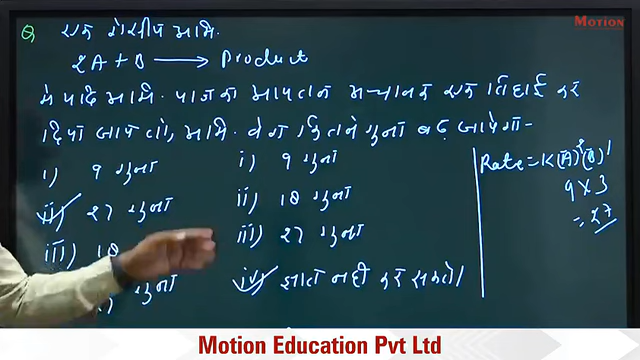 MOTION
Q एक गैसीय अभि.
2A + B ⟶ Product
में यदि अभि. पात्र का आयतन अचानक एक तिहाई कर
दिया जाये तो, अभि. वेग कितने गुना बढ़ जायेगा-
i) 9 गुना
ii) 27 गुना
iii) 18
गुना
i) 9 गुना
ii) 18 गुना
iii) 27 गुना
iv) ज्ञात नहीं कर सकते।
Rate = K(A)²(B)¹
9 × 3
= 27
Motion Education Pvt Ltd